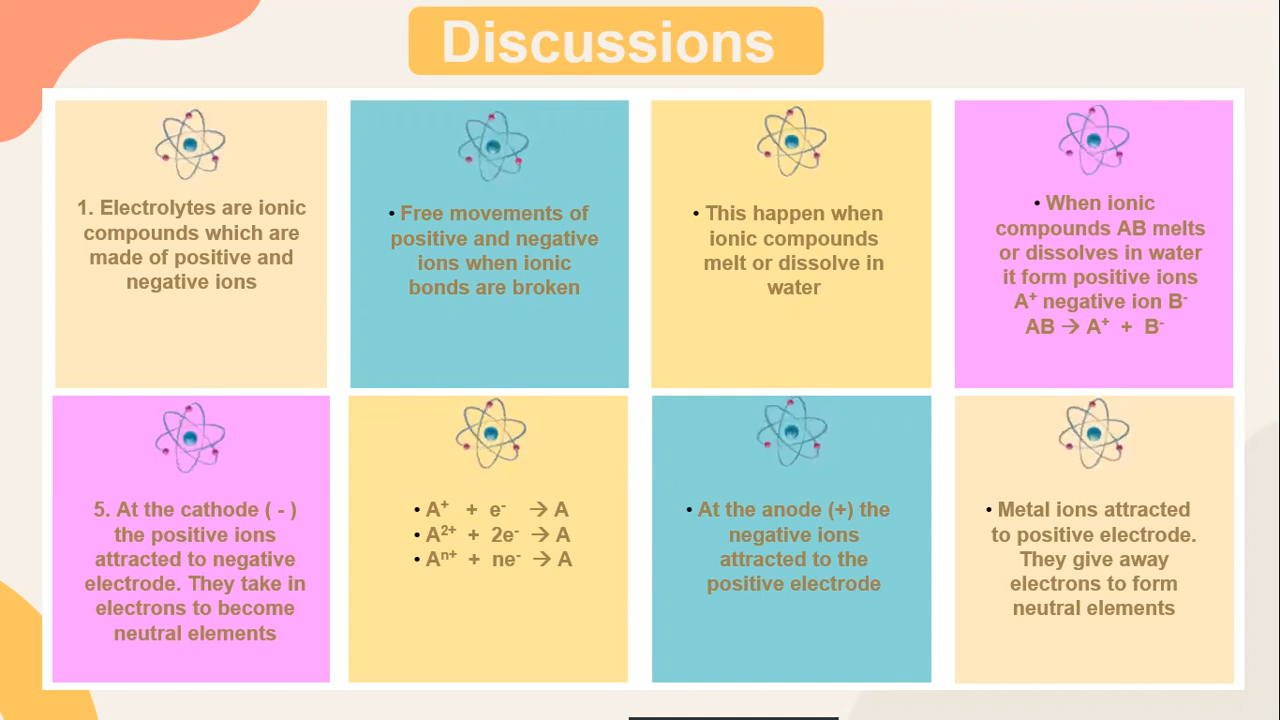 Discussions
1. Electrolytes are ionic
compounds which are
made of positive and
negative ions
• Free movements of
positive and negative
ions when ionic
bonds are broken
• This happen when
ionic compounds
melt or dissolve in
water
• When ionic
compounds AB melts
or dissolves in water
it form positive ions
A⁺ negative ion B⁻
AB → A⁺ + B⁻
5. At the cathode ( - )
the positive ions
attracted to negative
electrode. They take in
electrons to become
neutral elements
• A⁺ + e⁻ → A
• A²⁺ + 2e⁻ → A
• Aⁿ⁺ + ne⁻ → A
• At the anode (+) the
negative ions
attracted to the
positive electrode
• Metal ions attracted
to positive electrode.
They give away
electrons to form
neutral elements